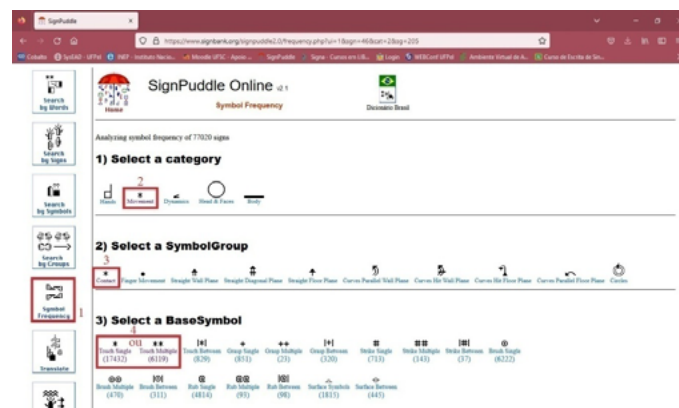 SignPuddle
https://www.signbank.org/signpuddle2.0/frequency.php?ui=1&sgn=46&scat=2&sg=205
Search by Words
Home
SignPuddle Online v2.1
Symbol Frequency
Dicionário Brasil
Search by Signs
Analyzing symbol frequency of 77020 signs
1) Select a category
2
Hands Movement Dynamics Head & Faces Body
Search by Symbols
Search by Groups
2) Select a SymbolGroup
3
Contact Finger Movement Straight Wall Plane Straight Diagonal Plane Straight Floor Plane Curves Parallel Wall Plane Curves Hit Wall Plane Curves Hit Floor Plane Curves Parallel Floor Plane Circles
Symbol Frequency
1
3) Select a BaseSymbol
4
ou
Touch Single Touch Multiple Touch Between Grasp Single Grasp Multiple Grasp Between Strike Single Strike Multiple Strike Between Brush Single
(17432) (6119) (829) (851) (23) (320) (713) (143) (37) (6222)
Translate
Brush Multiple Brush Between Rub Single Rub Multiple Rub Between Surface Symbols Surface Between
(470) (311) (4814) (93) (98) (1815) (445)